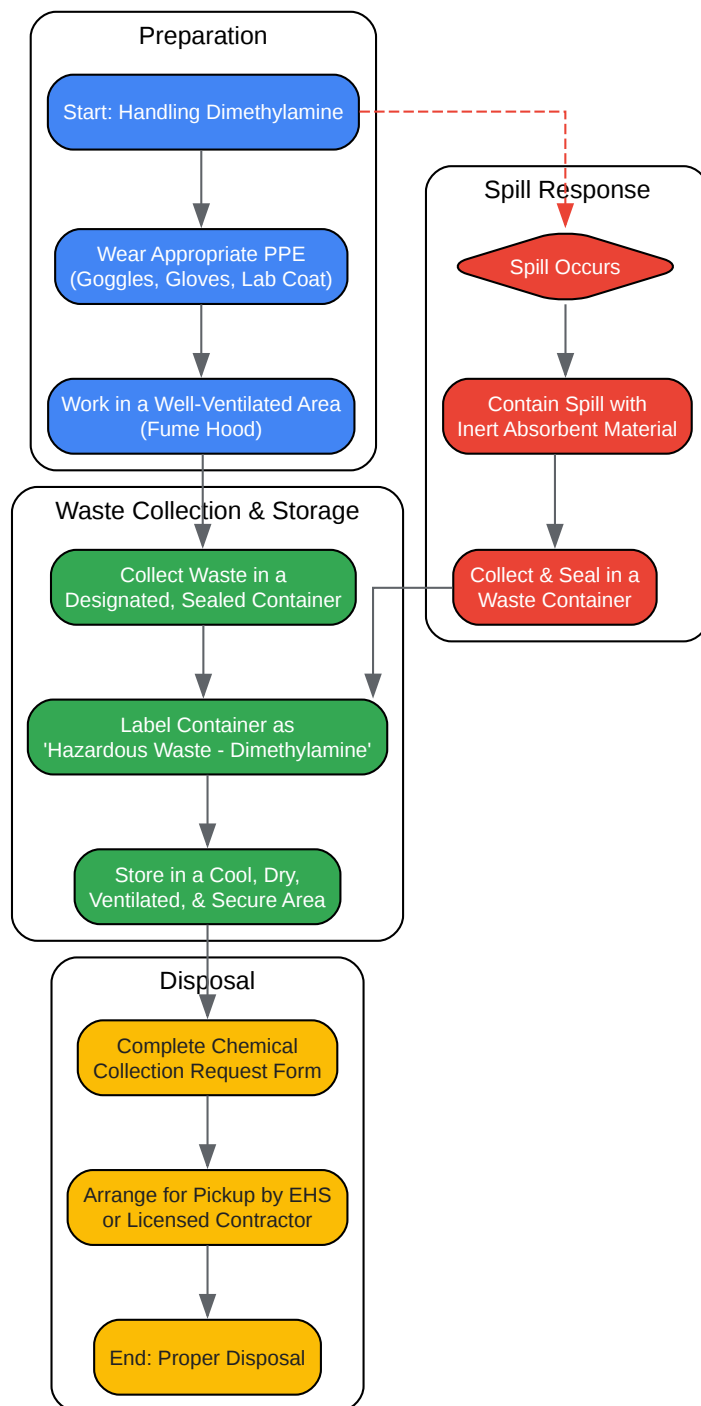 Preparation
Start: Handling Dimethylamine
Wear Appropriate PPE
(Goggles, Gloves, Lab Coat)
Work in a Well-Ventilated Area
(Fume Hood)
Spill Response
Spill Occurs
Contain Spill with
Inert Absorbent Material
Collect & Seal in a
Waste Container
Waste Collection & Storage
Collect Waste in a
Designated, Sealed Container
Label Container as
'Hazardous Waste - Dimethylamine'
Store in a Cool, Dry,
Ventilated, & Secure Area
Disposal
Complete Chemical
Collection Request Form
Arrange for Pickup by EHS
or Licensed Contractor
End: Proper Disposal